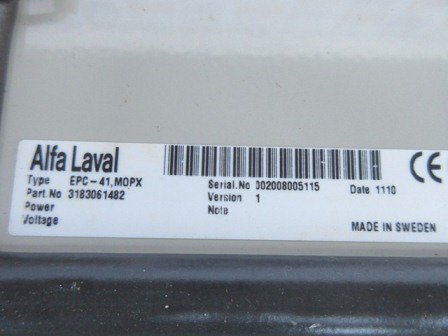 Alfa Laval
Type EPC-41,MOPX
Part.No 3183061482
Power
Voltage
Serial.No 002008005115
Version 1
Note
Date 1110
CE
MADE IN SWEDEN